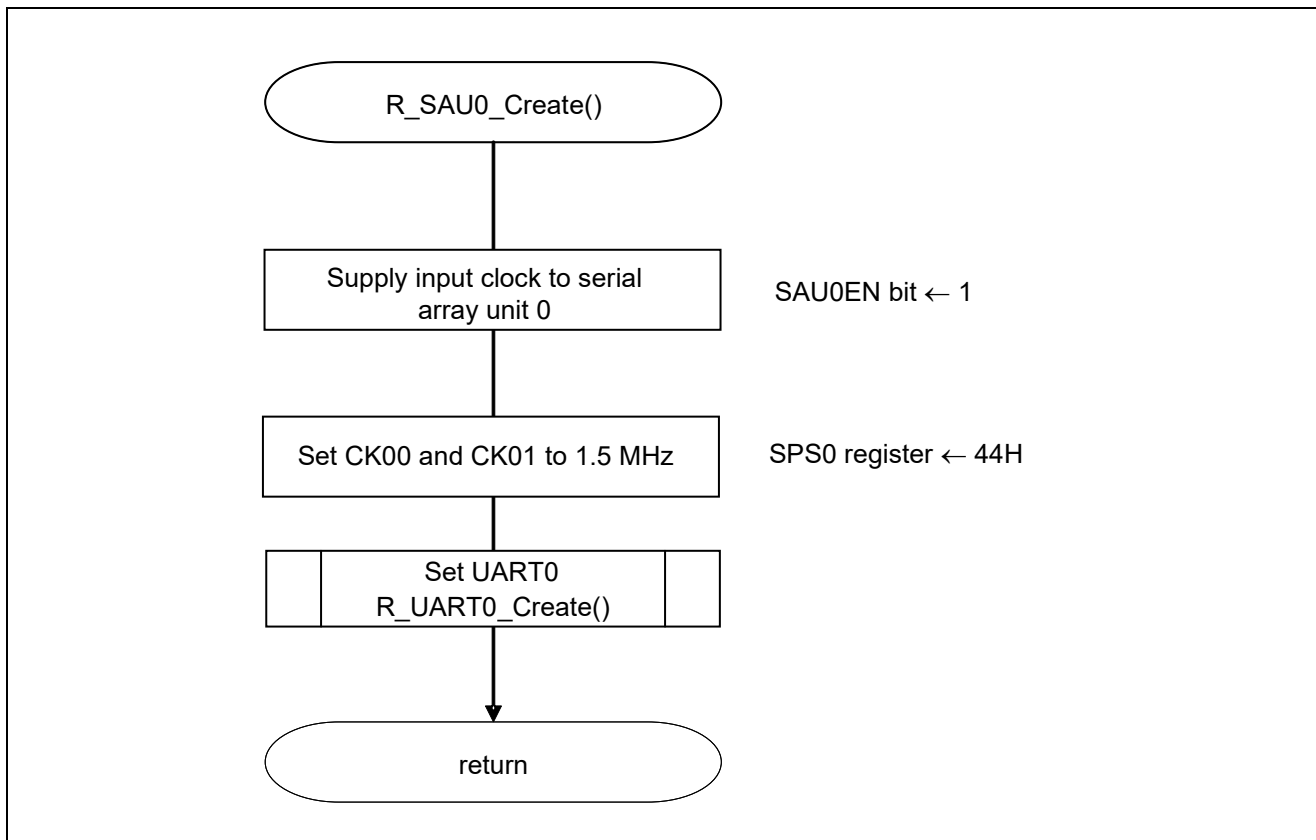 R_SAU0_Create()
Supply input clock to serial
array unit 0
SAU0EN bit ← 1
Set CK00 and CK01 to 1.5 MHz
SPS0 register ← 44H
Set UART0
R_UART0_Create()
return